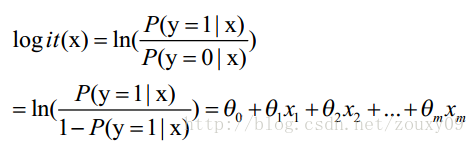 logit(x) = ln(P(y=1|x) / P(y=0|x))
= ln(P(y=1|x) / 1−P(y=1|x)) = θ₀ + θ₁x₁ + θ₂x₂ + ... + θₘxₘ
http://blog.csdn.net/zouxy09